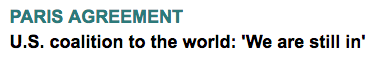 PARIS AGREEMENT
U.S. coalition to the world: 'We are still in'